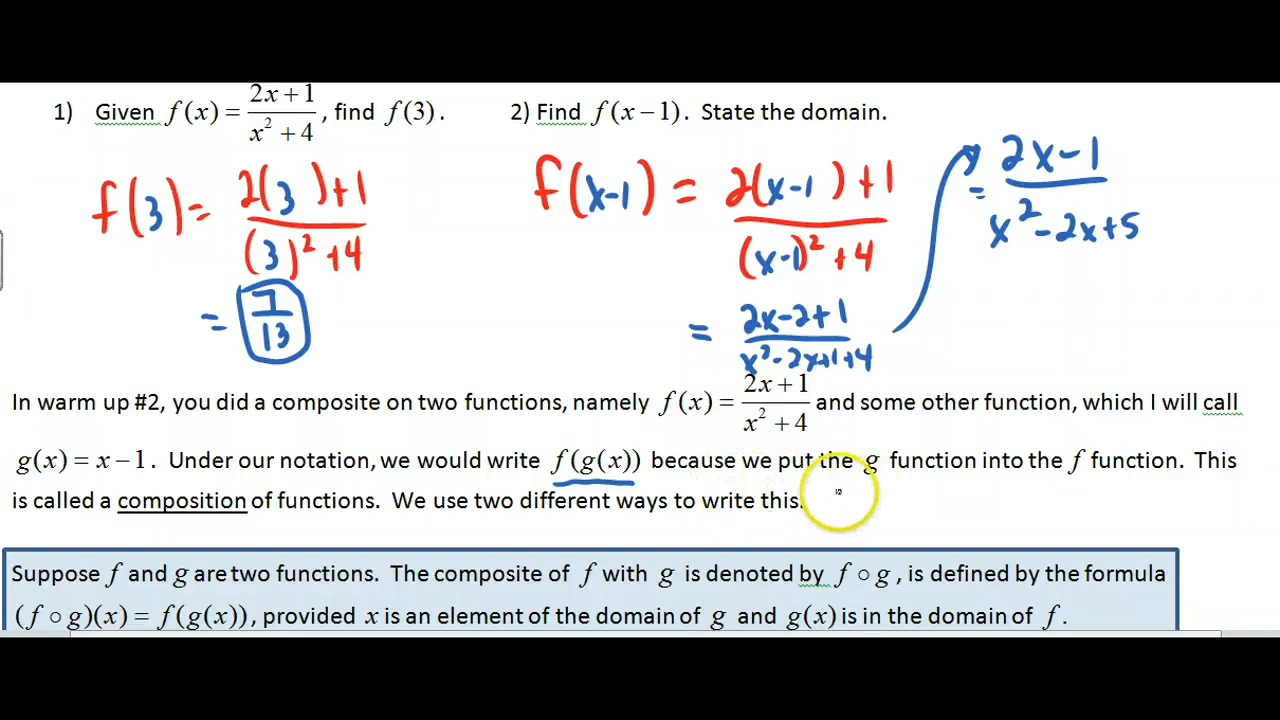 1) Given f(x) = (2x+1)/(x² + 4), find f(3).
2) Find f(x−1). State the domain.
f(3) = (2(3)+1)/((3)² + 4)
= 7/13
f(x-1) = (2(x-1)+1)/((x-1)² + 4)
= (2x-2+1)/(x²-2x+1+4)
= (2x-1)/(x²-2x+5)
In warm up #2, you did a composite on two functions, namely f(x) = (2x+1)/(x² + 4) and some other function, which I will call
g(x) = x−1. Under our notation, we would write f(g(x)) because we put the g function into the f function. This
is called a composition of functions. We use two different ways to write this.
Suppose f and g are two functions. The composite of f with g is denoted by f ∘ g, is defined by the formula
(f ∘ g)(x) = f(g(x)), provided x is an element of the domain of g and g(x) is in the domain of f.